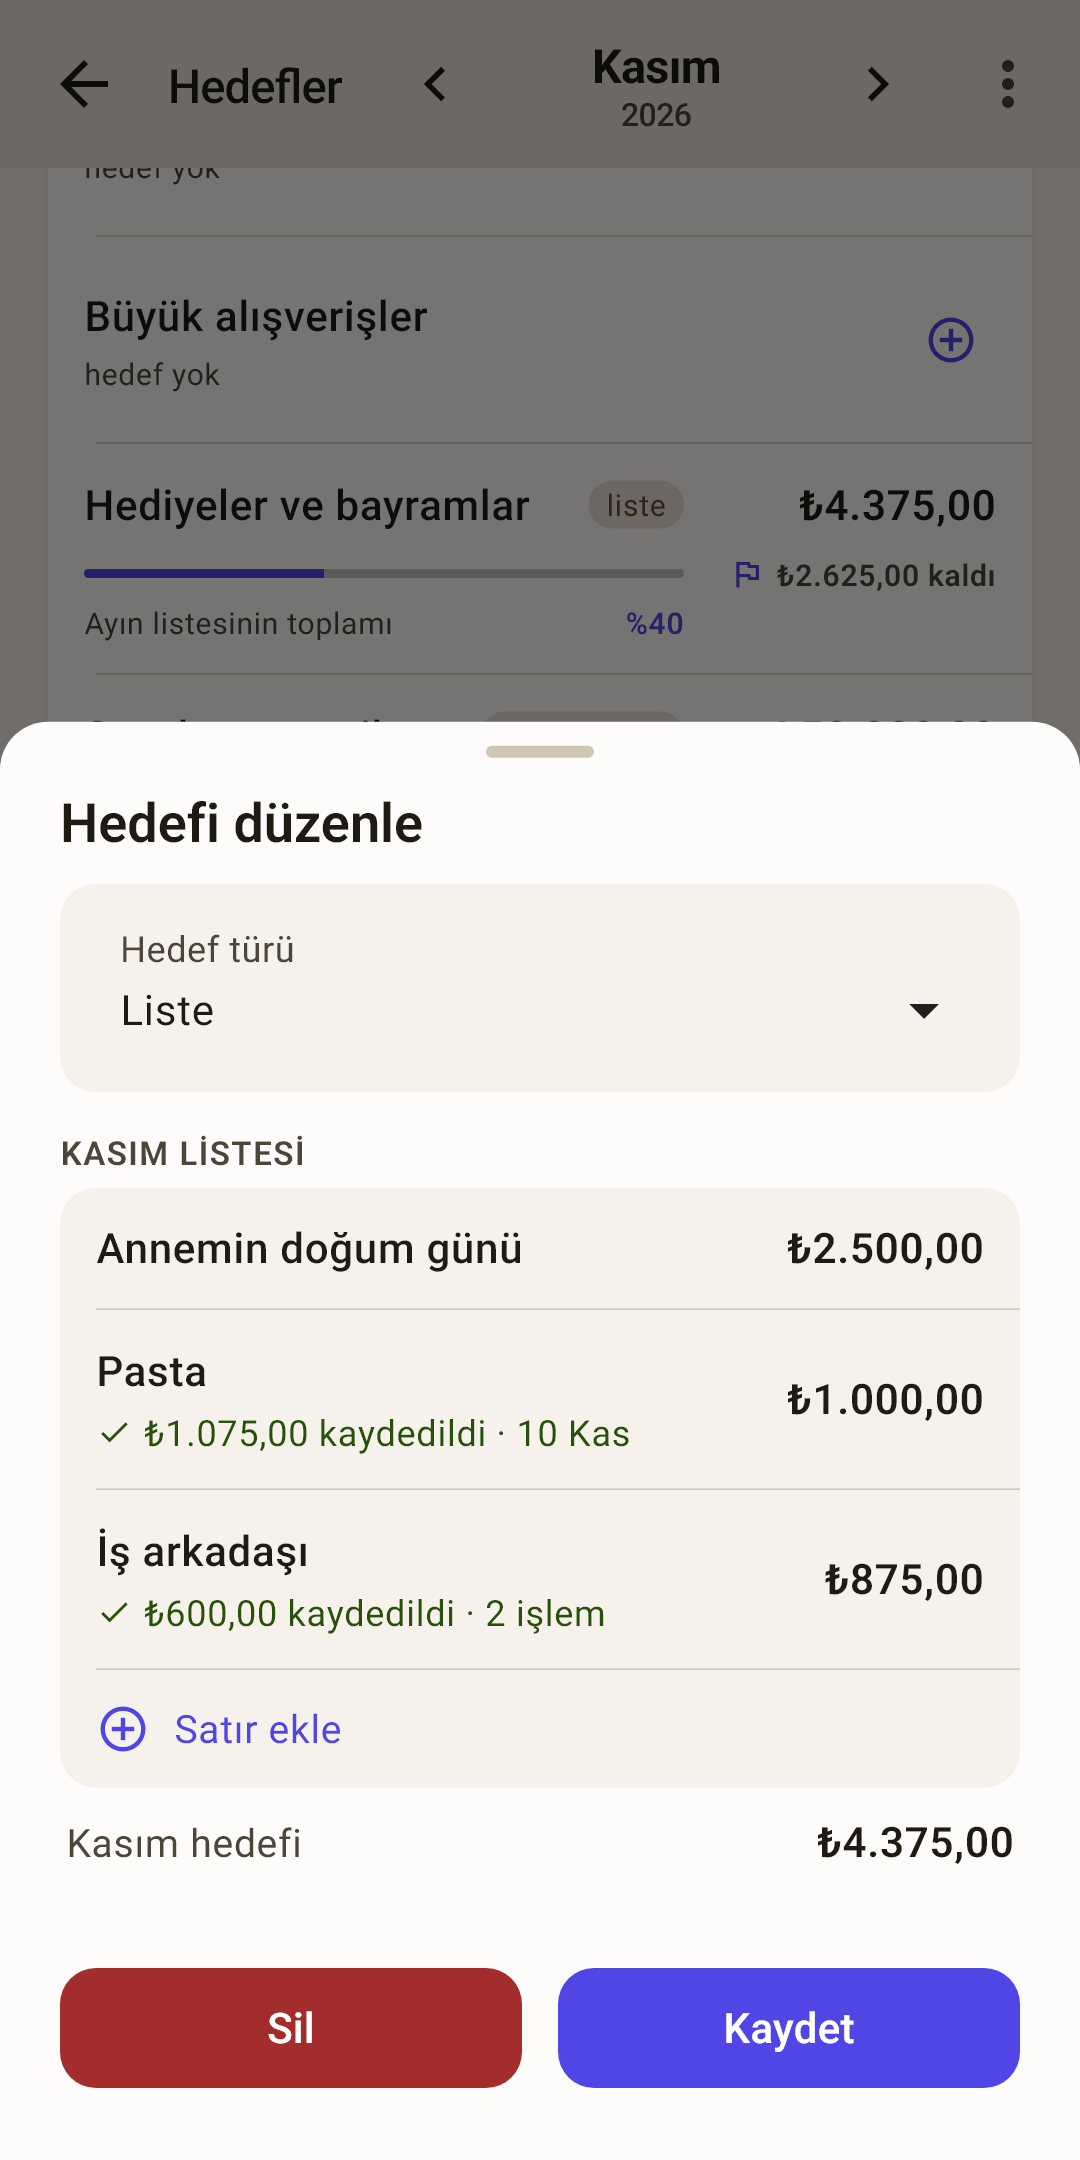 Hedefler
Kasım
2026
hedef yok
Büyük alışverişler
hedef yok
Hediyeler ve bayramlar
liste
₺4.375,00
₺2.625,00 kaldı
Ayın listesinin toplamı
%40
Hedefi düzenle
Hedef türü
Liste
KASIM LİSTESİ
Annemin doğum günü
₺2.500,00
Pasta
₺1.000,00
✓ ₺1.075,00 kaydedildi · 10 Kas
İş arkadaşı
₺875,00
✓ ₺600,00 kaydedildi · 2 işlem
Satır ekle
Kasım hedefi
₺4.375,00
Sil
Kaydet